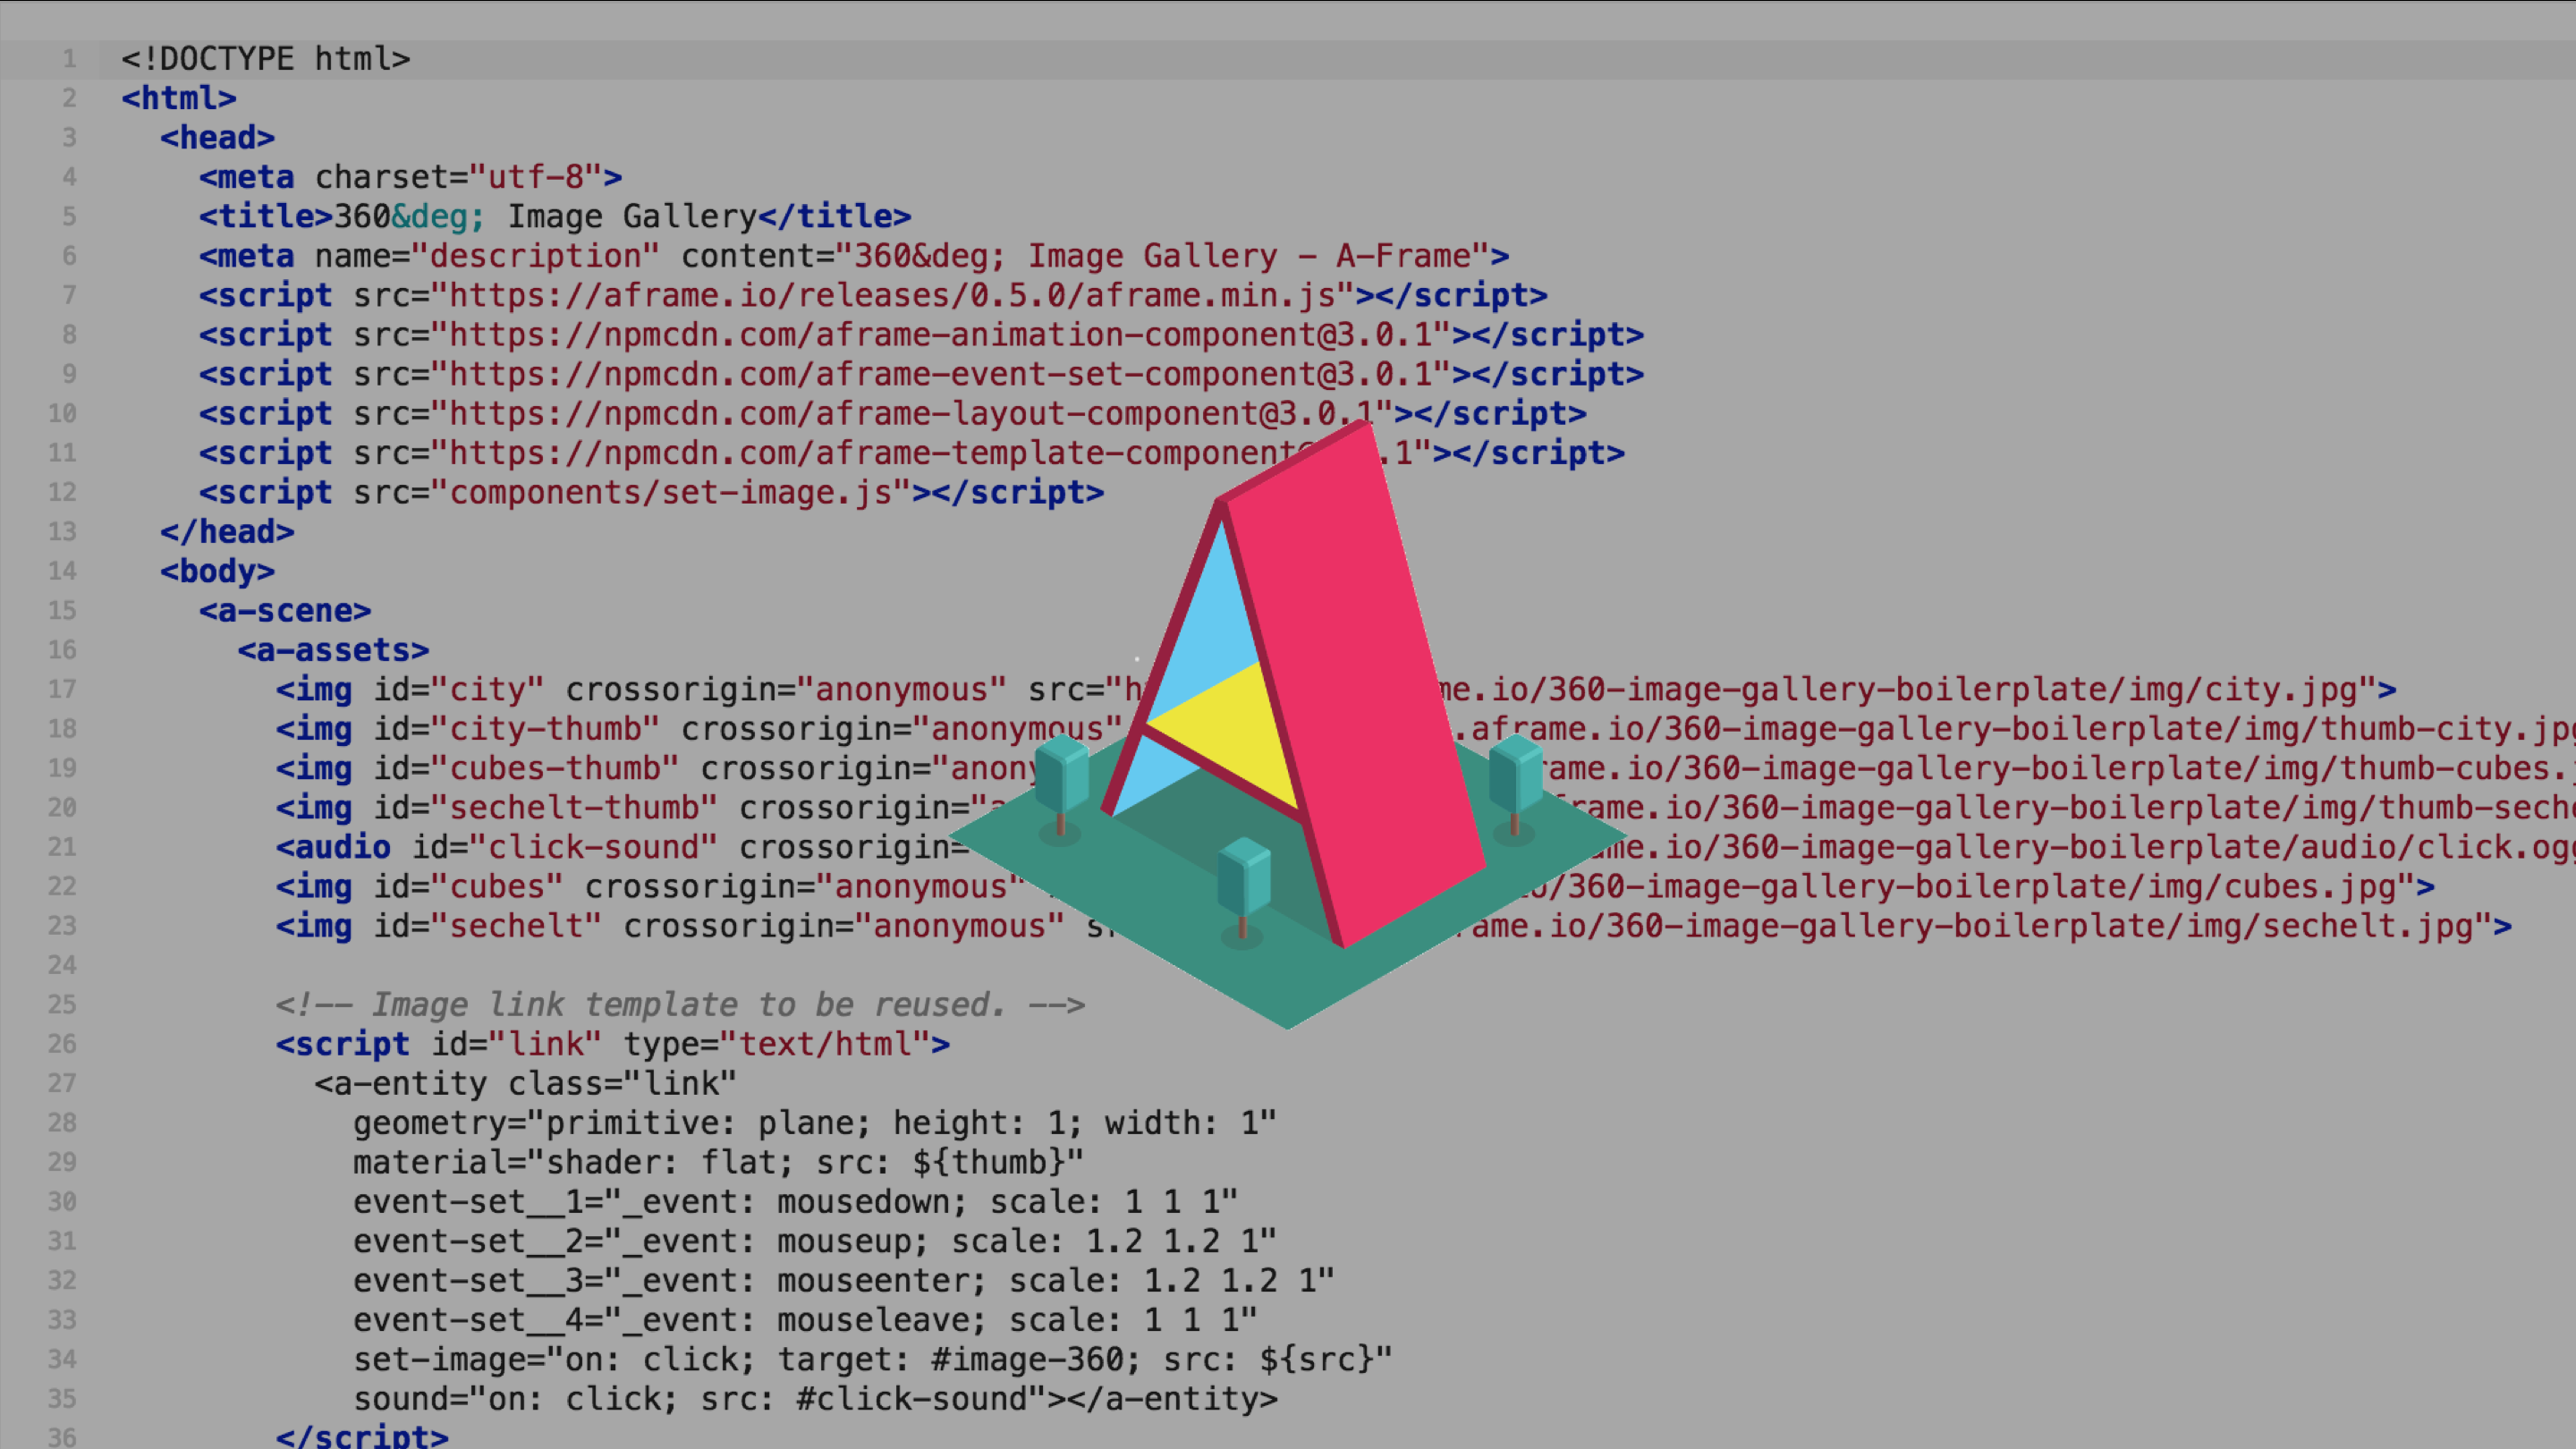 1 <!DOCTYPE html>
2 <html>
3 <head>
4 <meta charset="utf-8">
5 <title>360&deg; Image Gallery</title>
6 <meta name="description" content="360&deg; Image Gallery – A-Frame">
7 <script src="https://aframe.io/releases/0.5.0/aframe.min.js"></script>
8 <script src="https://npmcdn.com/aframe-animation-component@3.0.1"></script>
9 <script src="https://npmcdn.com/aframe-event-set-component@3.0.1"></script>
10 <script src="https://npmcdn.com/aframe-layout-component@3.0.1"></script>
11 <script src="https://npmcdn.com/aframe-template-component .1"></script>
12 <script src="components/set-image.js"></script>
13 </head>
14 <body>
15 <a-scene>
16 <a-assets>
17 <img id="city" crossorigin="anonymous" src=" me.io/360-image-gallery-boilerplate/img/city.jpg">
18 <img id="city-thumb" crossorigin="anonymous" .aframe.io/360-image-gallery-boilerplate/img/thumb-city.jpg
19 <img id="cubes-thumb" crossorigin="anony ame.io/360-image-gallery-boilerplate/img/thumb-cubes.
20 <img id="sechelt-thumb" crossorigin=" frame.io/360-image-gallery-boilerplate/img/thumb-seche
21 <audio id="click-sound" crossorigin= me.io/360-image-gallery-boilerplate/audio/click.ogg
22 <img id="cubes" crossorigin="anonymous" o/360-image-gallery-boilerplate/img/cubes.jpg">
23 <img id="sechelt" crossorigin="anonymous" s rame.io/360-image-gallery-boilerplate/img/sechelt.jpg">
24
25 <!-- Image link template to be reused. -->
26 <script id="link" type="text/html">
27 <a-entity class="link"
28 geometry="primitive: plane; height: 1; width: 1"
29 material="shader: flat; src: ${thumb}"
30 event-set__1="_event: mousedown; scale: 1 1 1"
31 event-set__2="_event: mouseup; scale: 1.2 1.2 1"
32 event-set__3="_event: mouseenter; scale: 1.2 1.2 1"
33 event-set__4="_event: mouseleave; scale: 1 1 1"
34 set-image="on: click; target: #image-360; src: ${src}"
35 sound="on: click; src: #click-sound"></a-entity>
36 </script>